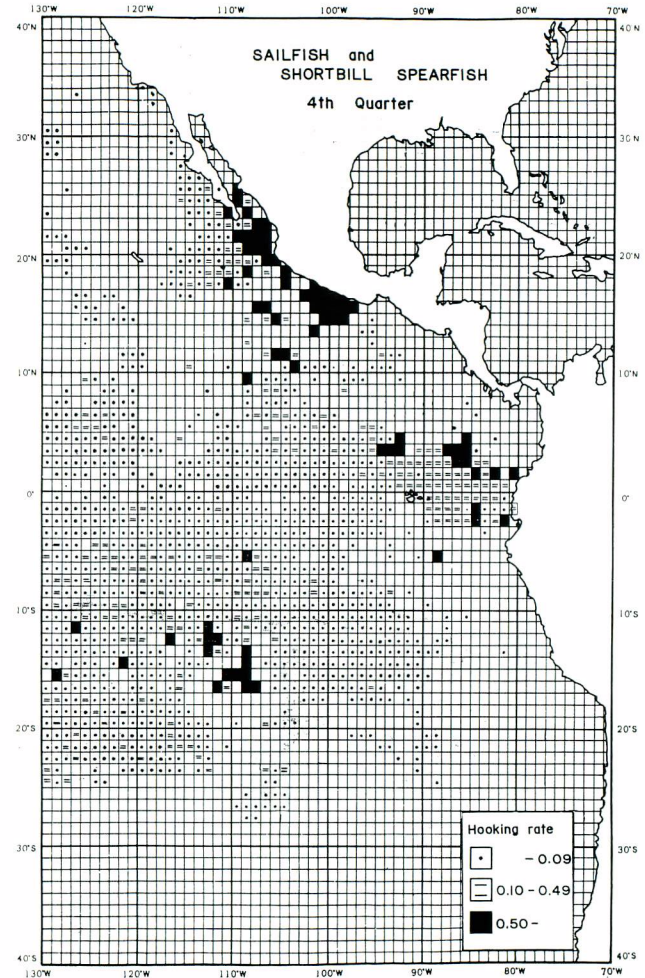 130°W 120°W 110°W 100°W 90°W 80°W 70°W
40°N 40 N
SAILFISH and
SHORTBILL SPEARFISH
4th Quarter
30°N 30 N
20°N 20°N
10°N 10°N
0° 0°
10°S 10°S
20°S 20°S
Hooking rate
- 0.09
0.10 - 0.49
0.50 -
30°S 30°S
40°S 40°S
130°W 120°W 110°W 100°W 90°W 80°W 70°W